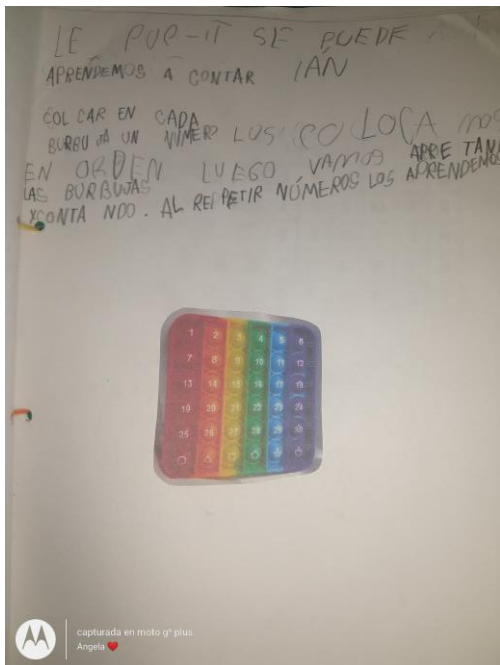 LE POP-IT SE PUEDE
APRENDEMOS A CONTAR IAN
COLCAR EN CADA
BURBUJA UN NÚMERO LOS COLOCAMOS
EN ORDEN LUEGO VAMOS APRETAN
LAS BURBUJAS
Y CONTANDO. AL REPETIR NÚMEROS LOS APRENDEMOS
1 2 3 4 5 6
7 8 9 10 11 12
13 14 15 16 17 18
19 20 21 22 23 24
25 26 27 28 29 30
capturada en moto g⁹ plus
Angela ❤️